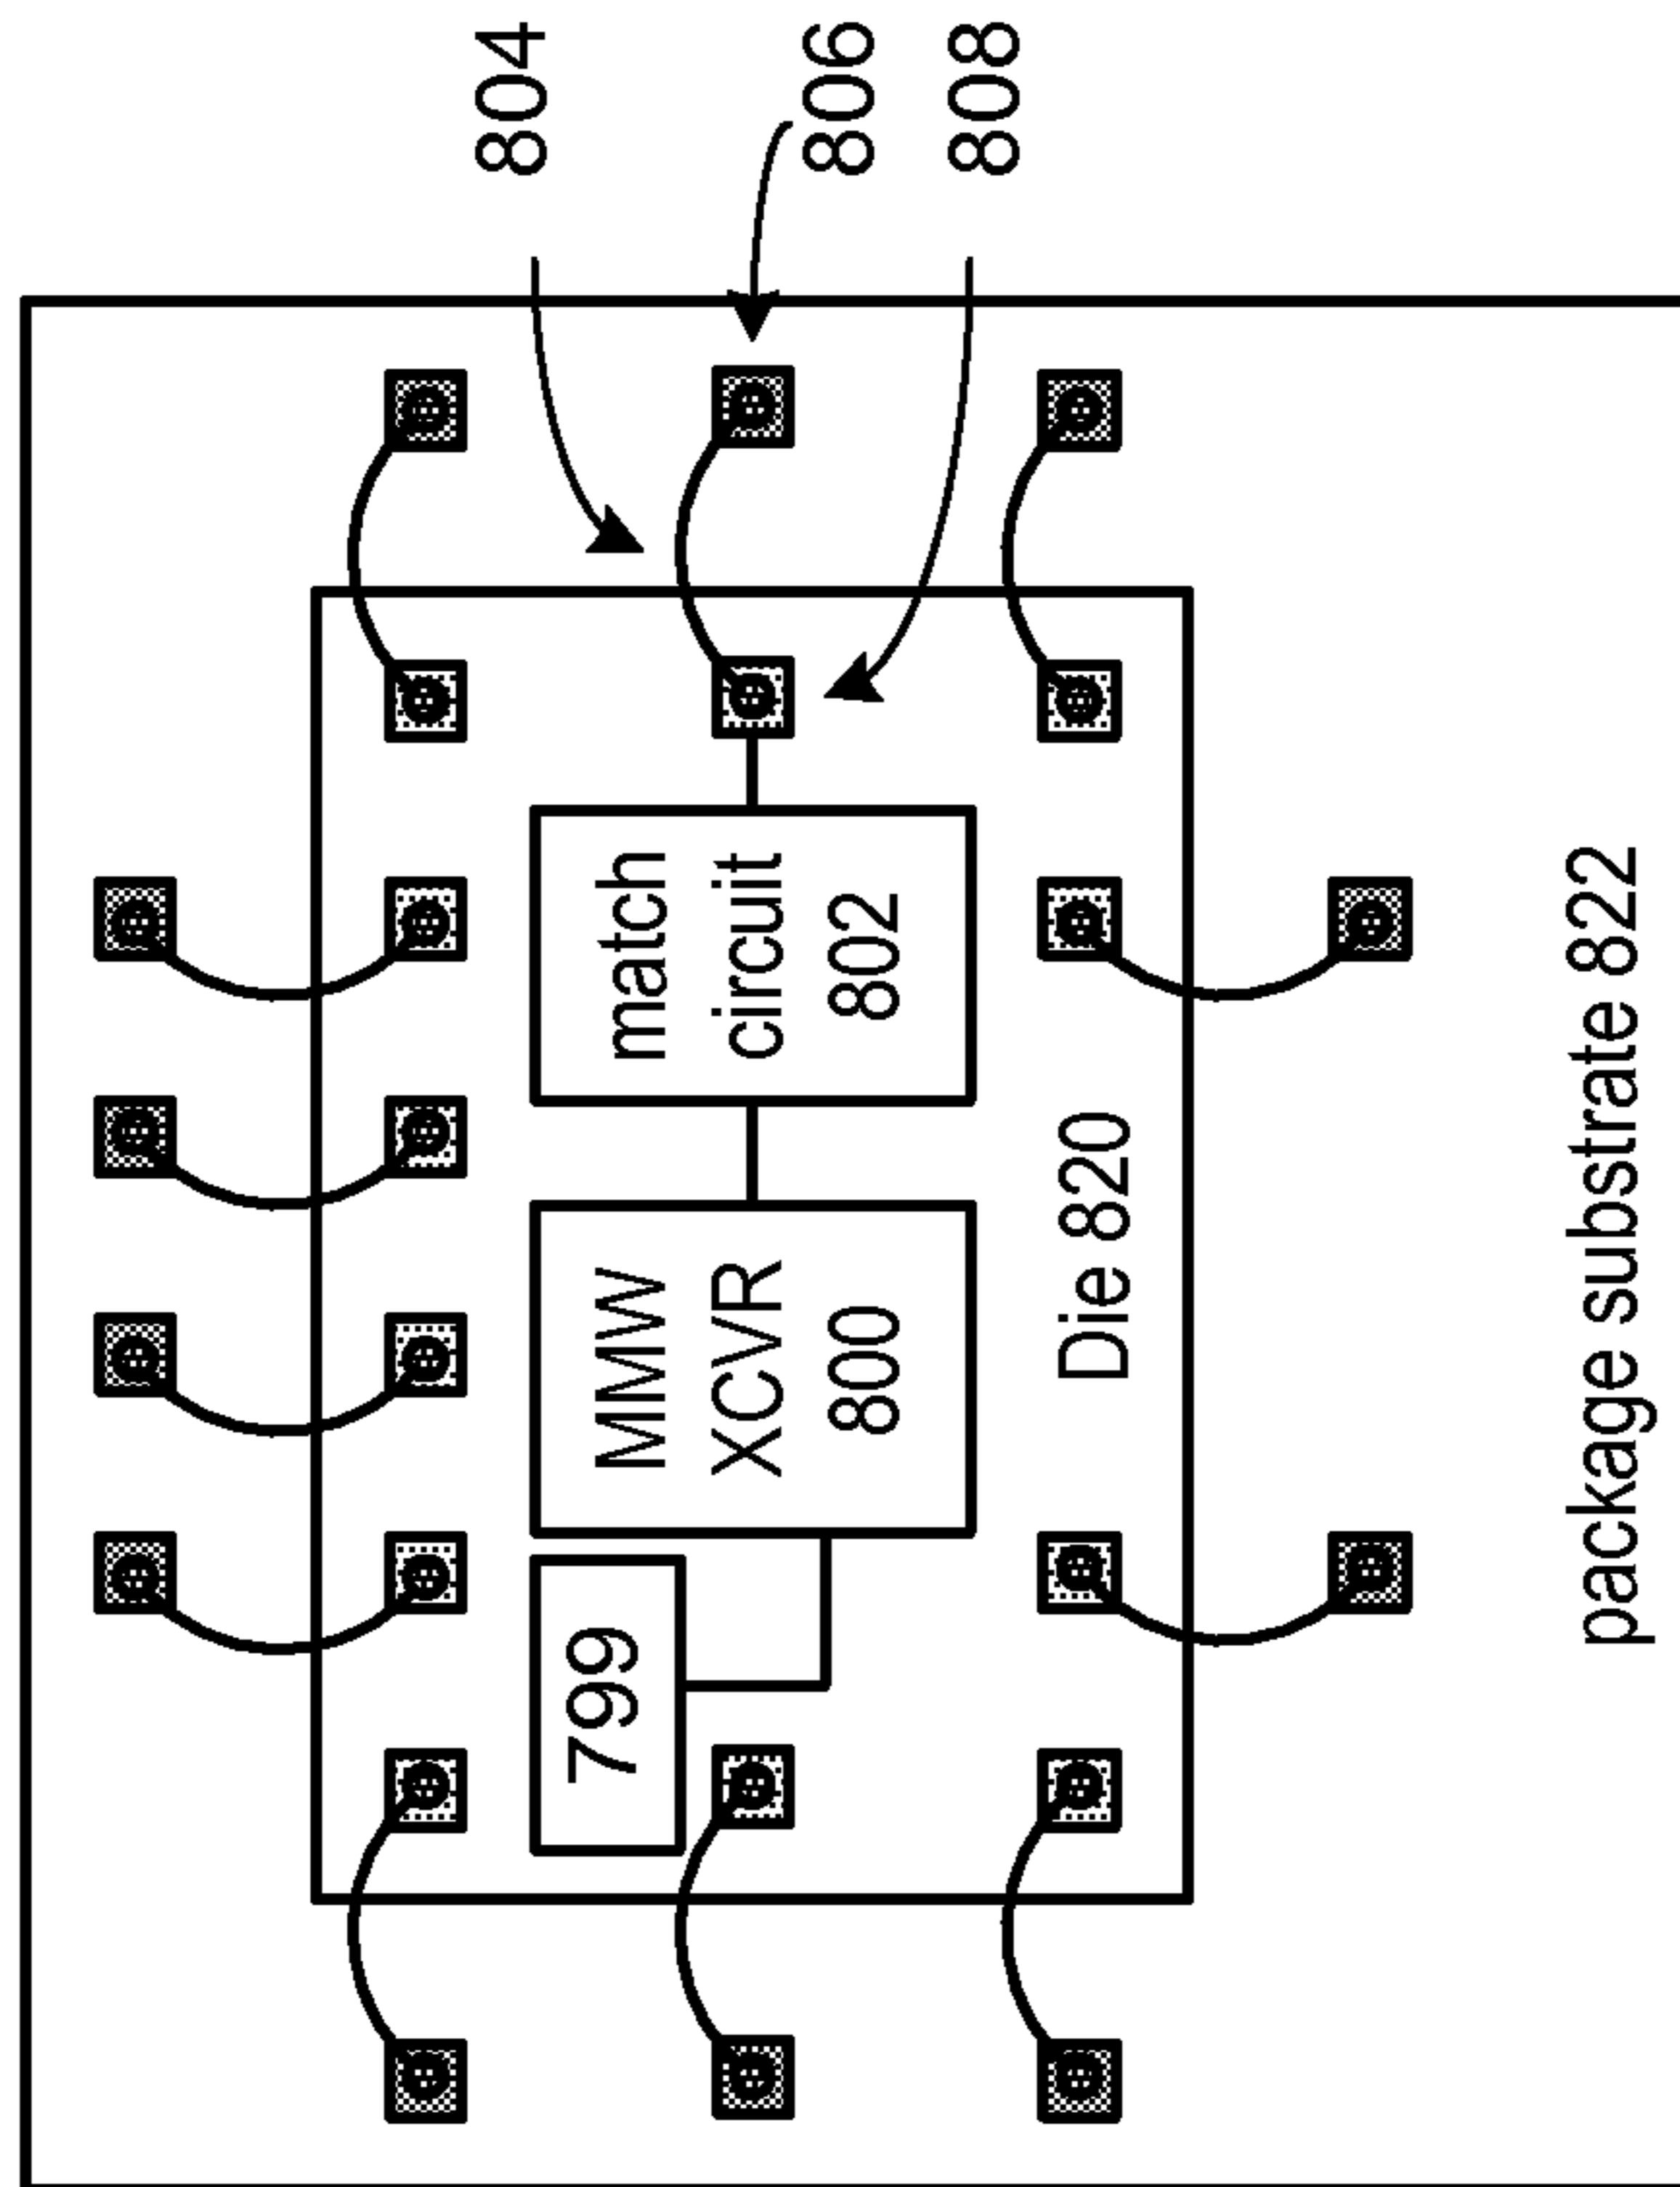 804
806
808
match
circuit
802
MMW
XCVR
800
799
Die 820
package substrate 822